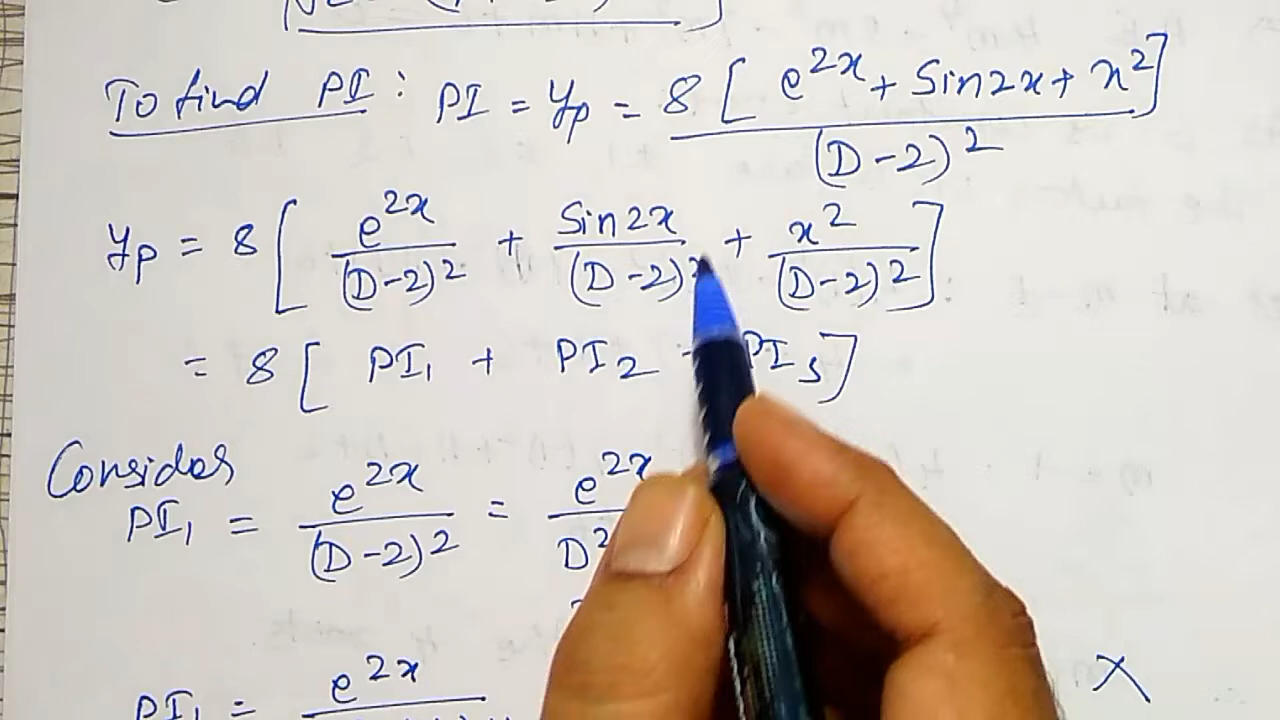 To find PI : PI = yp = 8 [ e^2x + Sin2x + x^2 ] / (D-2)^2
yp = 8 [ e^2x / (D-2)^2 + Sin2x / (D-2)^2 + x^2 / (D-2)^2 ]
= 8 [ PI1 + PI2 + PI3 ]
Consider
PI1 = e^2x / (D-2)^2 = e^2x / D^2
PI1 = e^2x